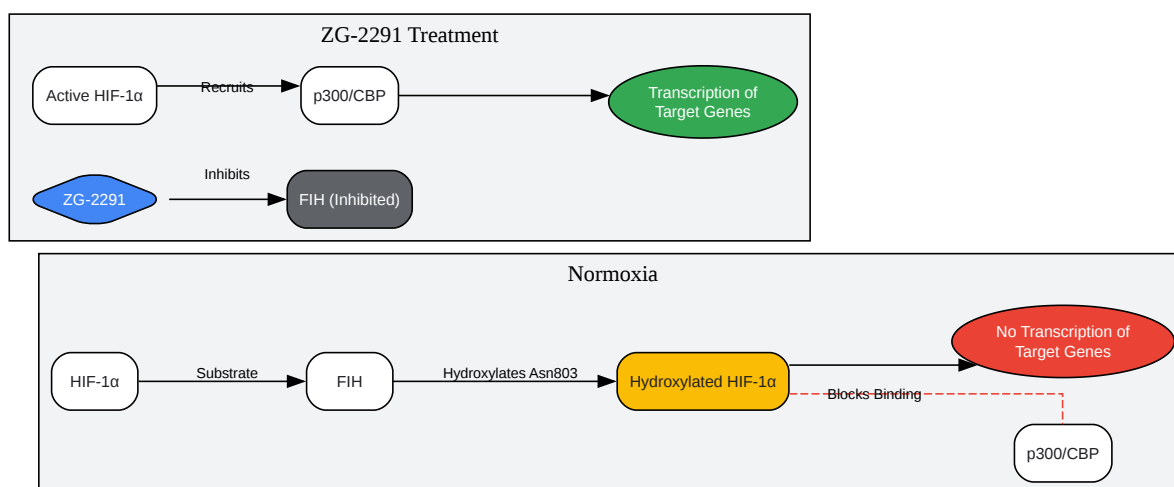 ZG-2291 Treatment
Active HIF-1α
Recruits
p300/CBP
Transcription of
Target Genes
ZG-2291
Inhibits
FIH (Inhibited)
Normoxia
HIF-1α
Substrate
FIH
Hydroxylates Asn803
Hydroxylated HIF-1α
No Transcription of
Target Genes
Blocks Binding
p300/CBP